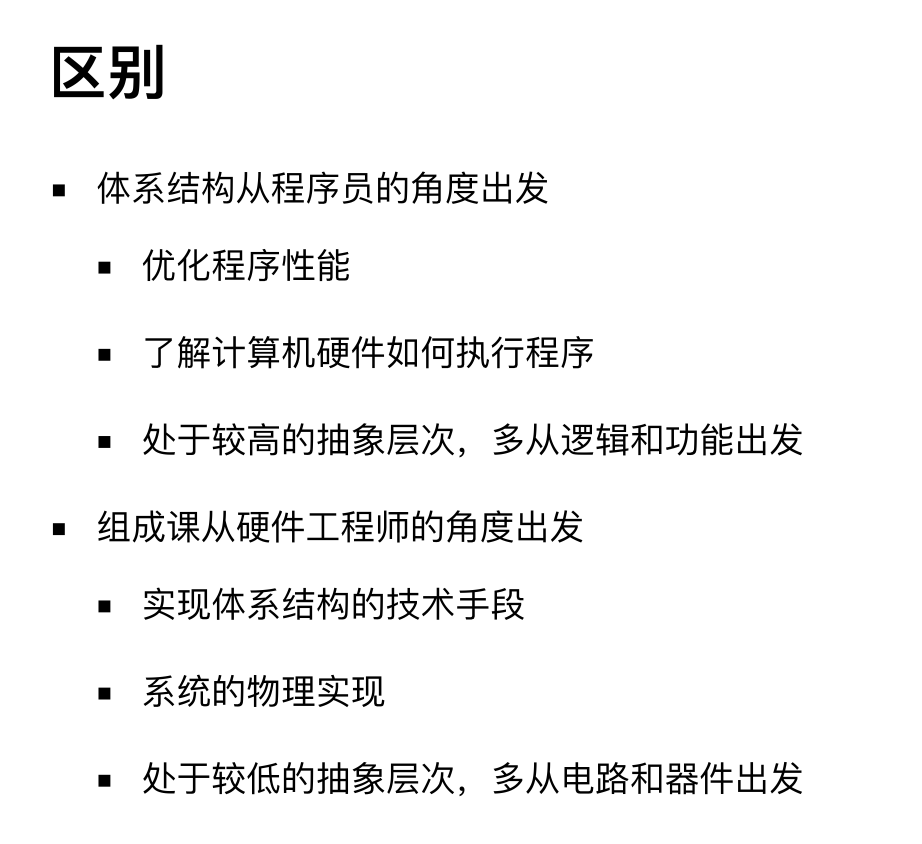 区别
体系结构从程序员的角度出发
优化程序性能
了解计算机硬件如何执行程序
处于较高的抽象层次，多从逻辑和功能出发
组成课从硬件工程师的角度出发
实现体系结构的技术手段
系统的物理实现
处于较低的抽象层次，多从电路和器件出发